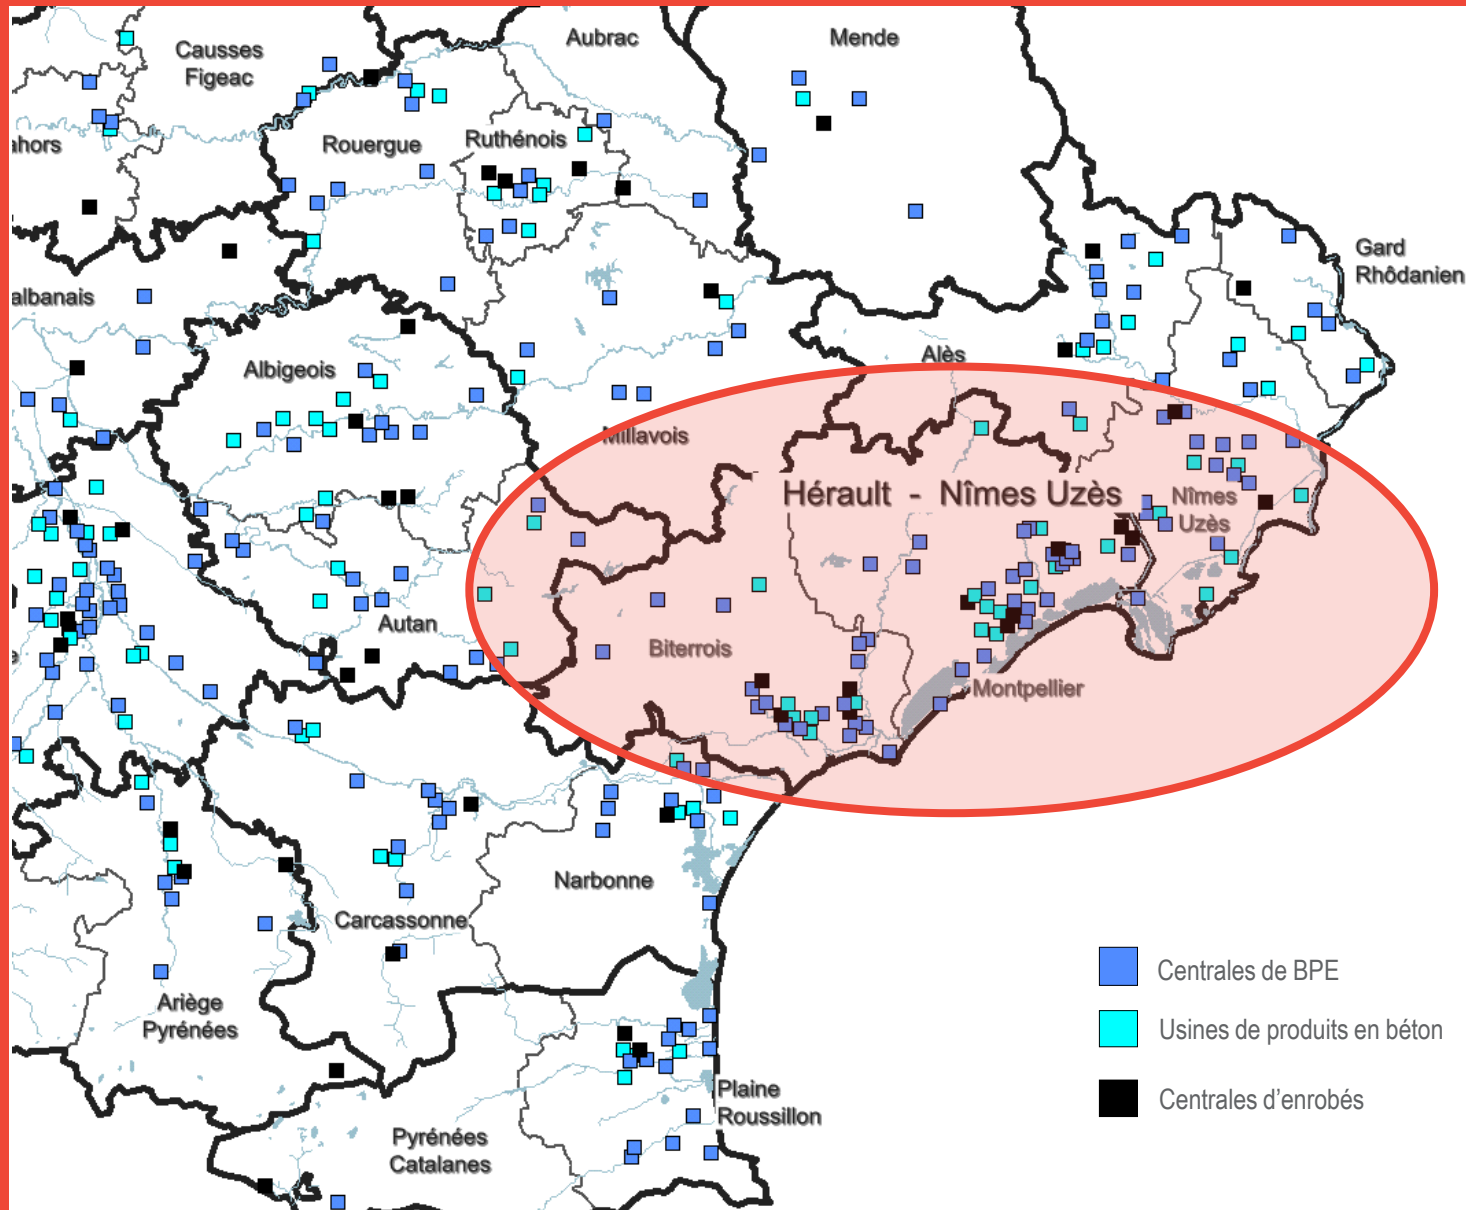 Aubrac
Mende
Causses
Figeac
ahors
Rouergue
Ruthénois
Gard
Rhôdanien
albanais
Alès
Albigeois
Millavois
Hérault - Nîmes Uzès
Nîmes
Uzès
Autan
Biterrois
Montpellier
Narbonne
Carcassonne
Centrales de BPE
Ariège
Pyrénées
Usines de produits en béton
Plaine
Roussillon
Centrales d’enrobés
Pyrénées
Catalanes